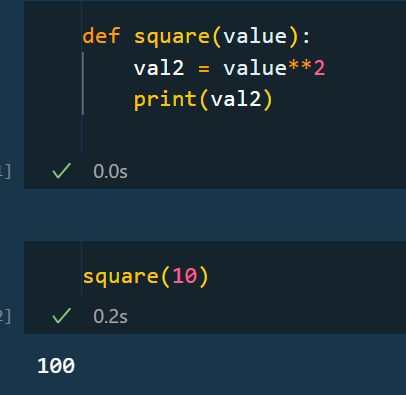 def square(value):
    val2 = value**2
    print(val2)
1]
✓ 0.0s
square(10)
2]
✓ 0.2s
100